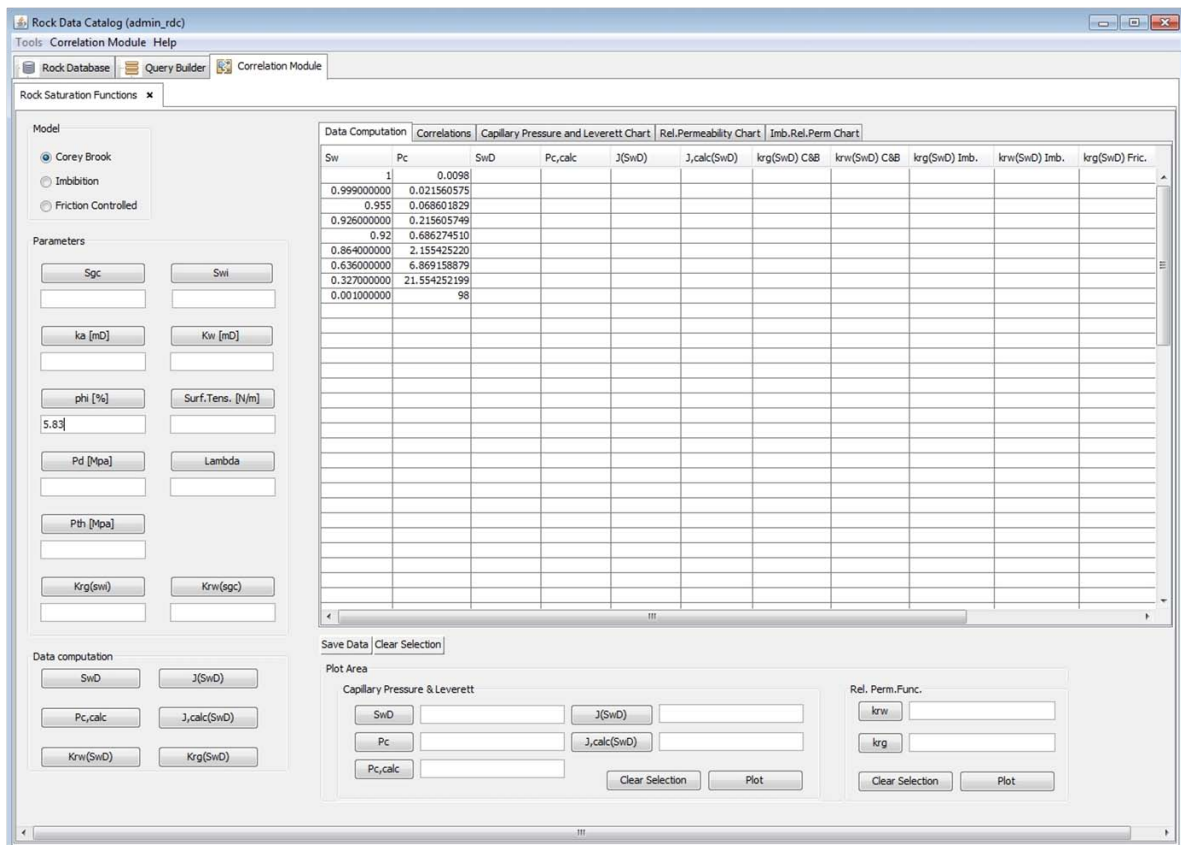 Rock Data Catalog (admin_rdc)
Tools Correlation Module Help
Rock Database Query Builder Correlation Module
Rock Saturation Functions ×
Model
Corey Brook
Imbibition
Friction Controlled
Parameters
Sgc Swi
ka [mD] Kw [mD]
phi [%] Surf.Tens. [N/m]
5.83
Pd [Mpa] Lambda
Pth [Mpa]
Krg(swi) Krw(sgc)
Data computation
SwD J(SwD)
Pc,calc J,calc(SwD)
Krw(SwD) Krg(SwD)
Data Computation Correlations Capillary Pressure and Leverett Chart Rel.Permeability Chart Imb.Rel.Perm Chart
Sw Pc SwD Pc,calc J(SwD) J,calc(SwD) krg(SwD) C&B krw(SwD) C&B krg(SwD) Imb. krw(SwD) Imb. krg(SwD) Fric.
1 0.0098
0.999000000 0.021560575
0.955 0.068601829
0.926000000 0.215605749
0.92 0.686274510
0.864000000 2.155425220
0.636000000 6.869158879
0.327000000 21.554252199
0.001000000 98
Save Data Clear Selection
Plot Area
Capillary Pressure & Leverett
SwD J(SwD)
Pc J,calc(SwD)
Pc,calc
Clear Selection Plot
Rel. Perm.Func.
krw
krg
Clear Selection Plot